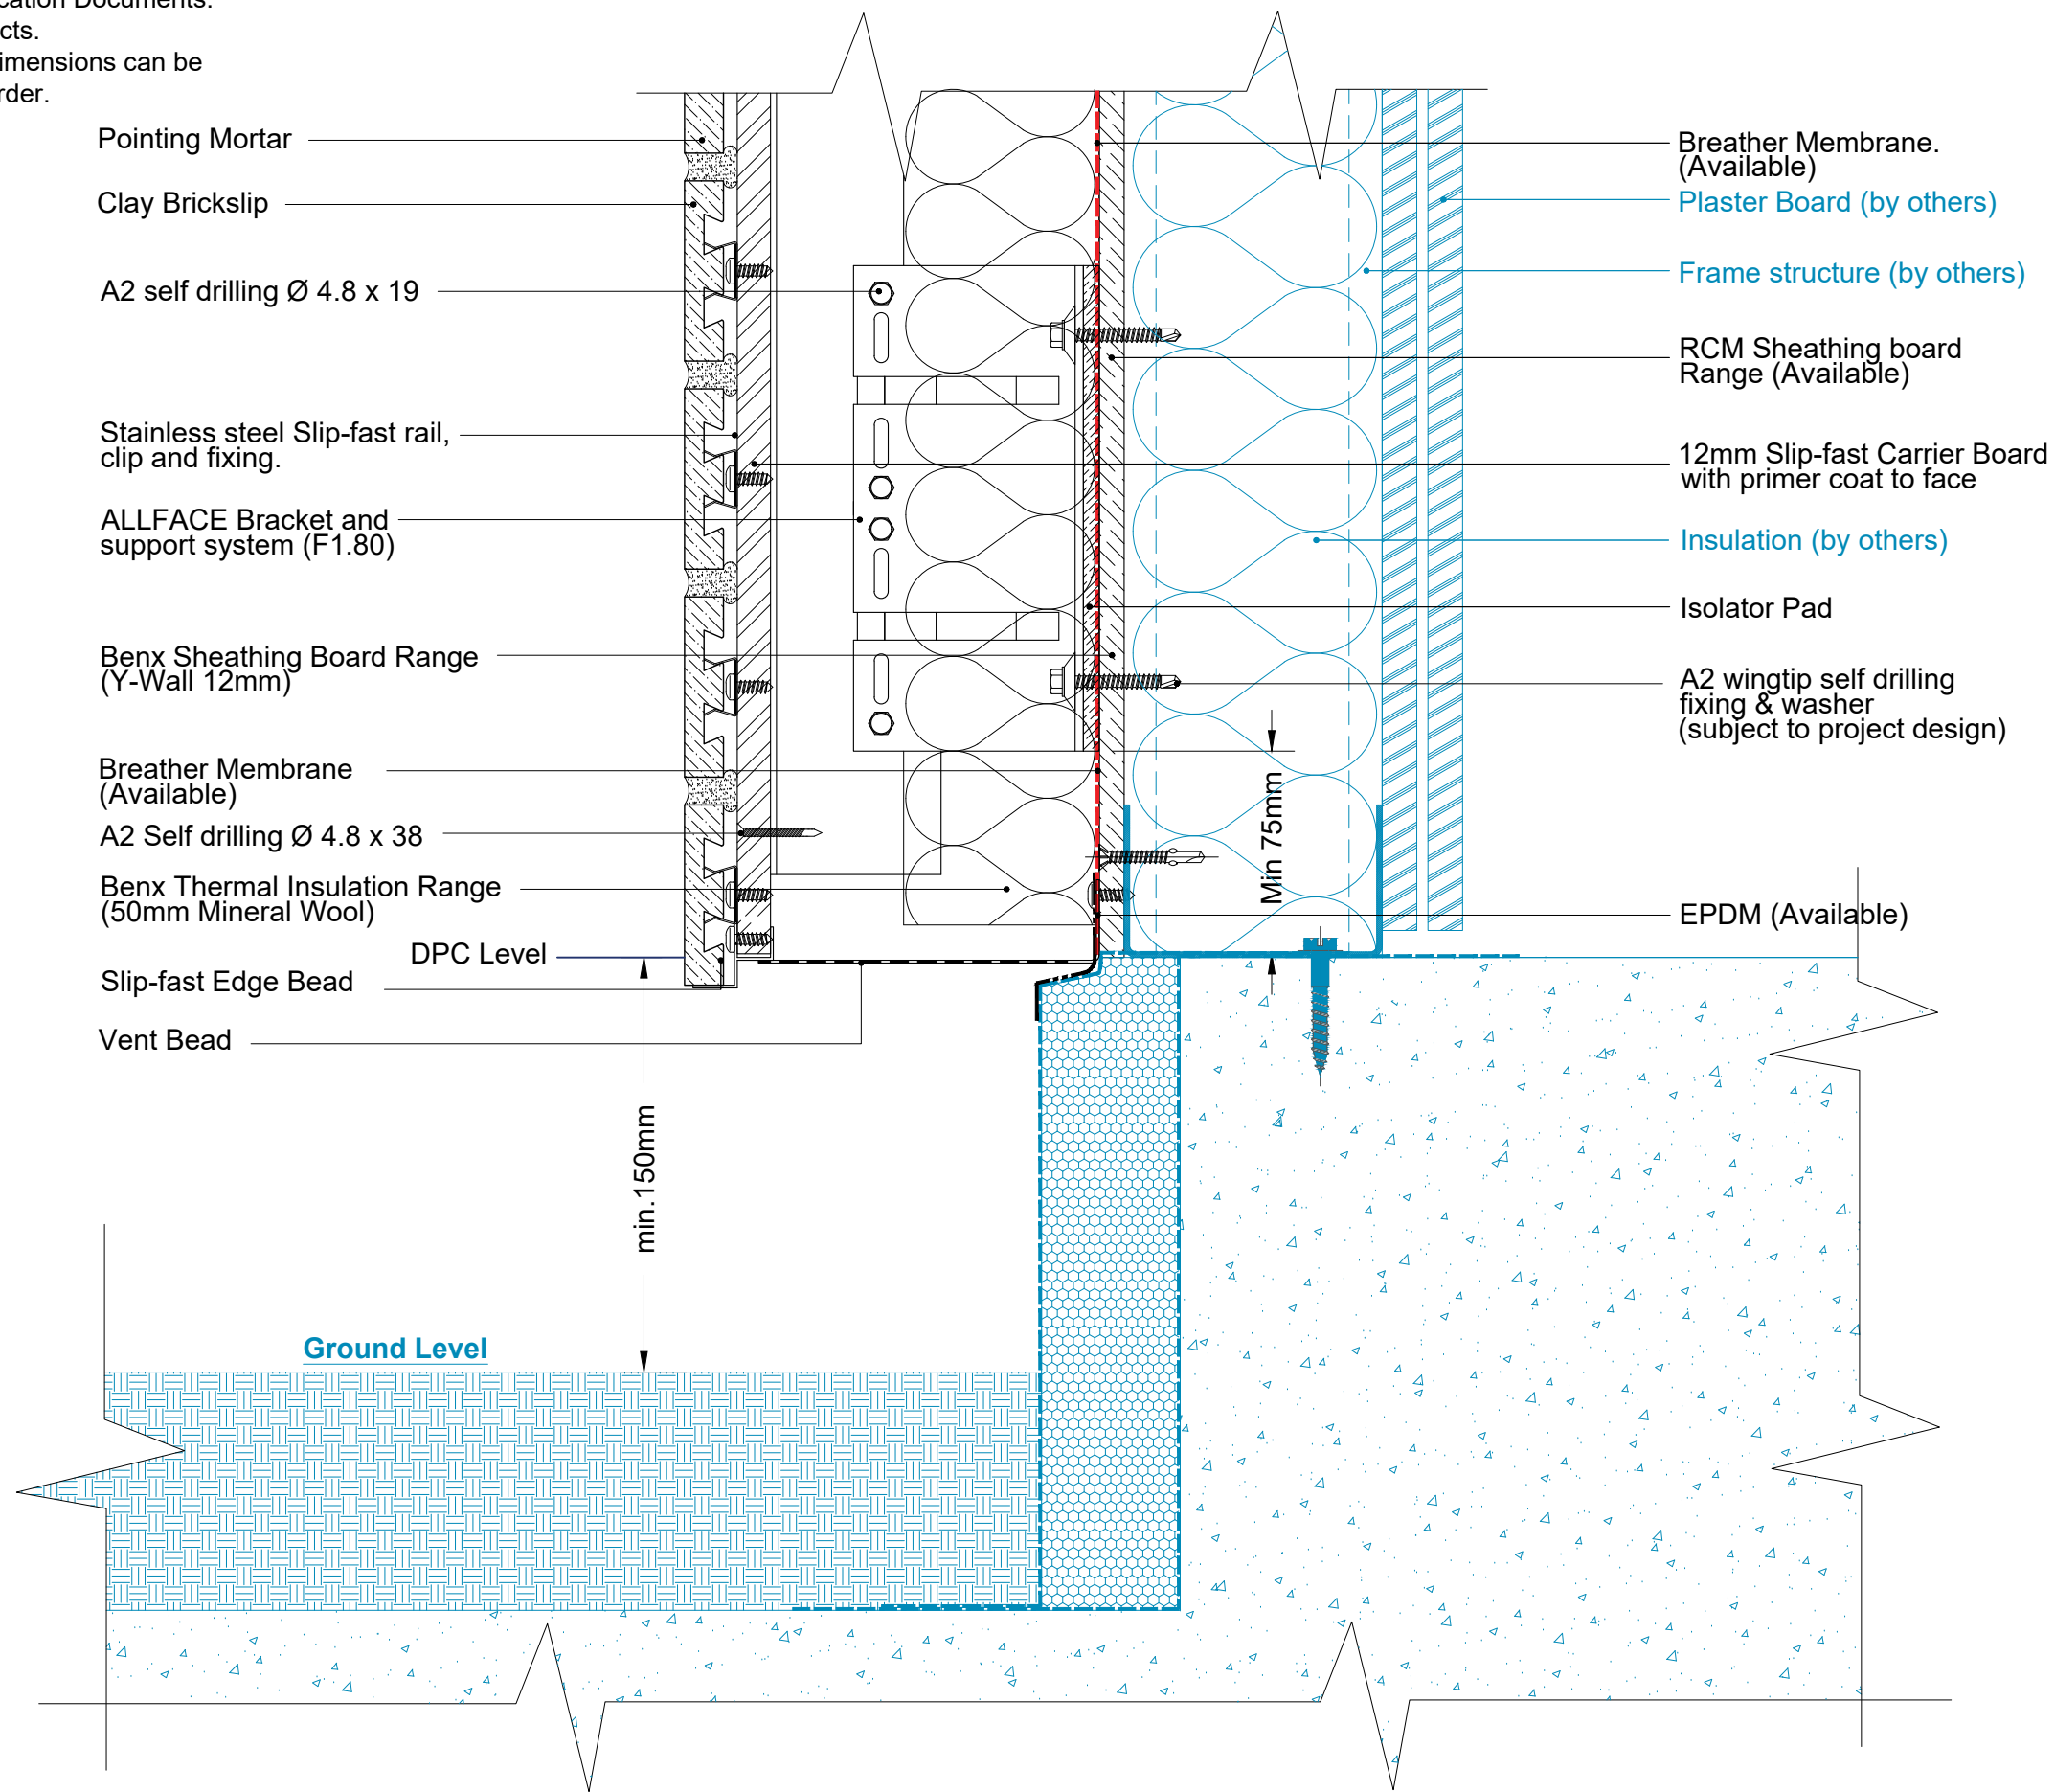 cts.
rder.
Pointing Mortar
Clay Brickslip
A2 self drilling Ø 4.8 x 19
Stainless steel Slip-fast rail,
clip and fixing.
ALLFACE Bracket and
support system (F1.80)
Benx Sheathing Board Range
(Y-Wall 12mm)
Breather Membrane
(Available)
A2 Self drilling Ø 4.8 x 38
Benx Thermal Insulation Range
(50mm Mineral Wool)
DPC Level
Slip-fast Edge Bead
Vent Bead
min.150mm
Ground Level
Min 75mm
Breather Membrane.
(Available)
Plaster Board (by others)
Frame structure (by others)
RCM Sheathing board
Range (Available)
12mm Slip-fast Carrier Board
with primer coat to face
Insulation (by others)
Isolator Pad
A2 wingtip self drilling
fixing & washer
(subject to project design)
EPDM (Available)